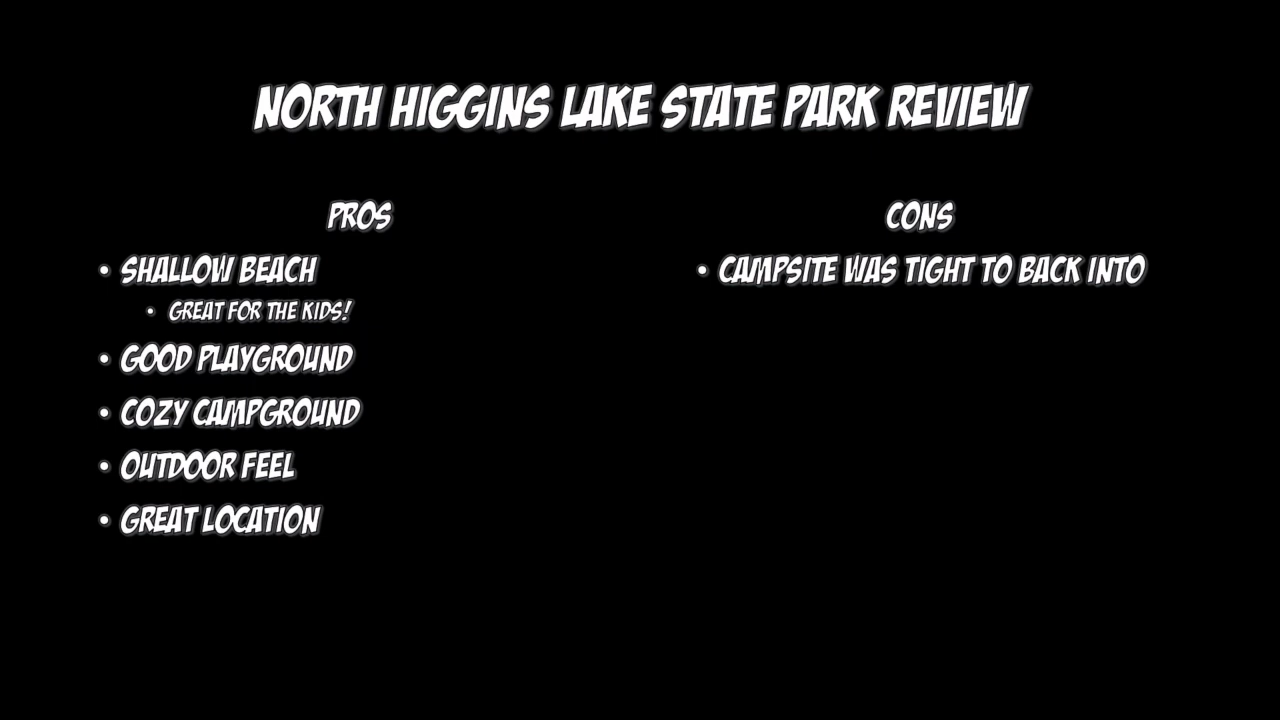 NORTH HIGGINS LAKE STATE PARK REVIEW
PROS
• SHALLOW BEACH
• GREAT FOR THE KIDS!
• GOOD PLAYGROUND
• COZY CAMPGROUND
• OUTDOOR FEEL
• GREAT LOCATION
CONS
• CAMPSITE WAS TIGHT TO BACK INTO